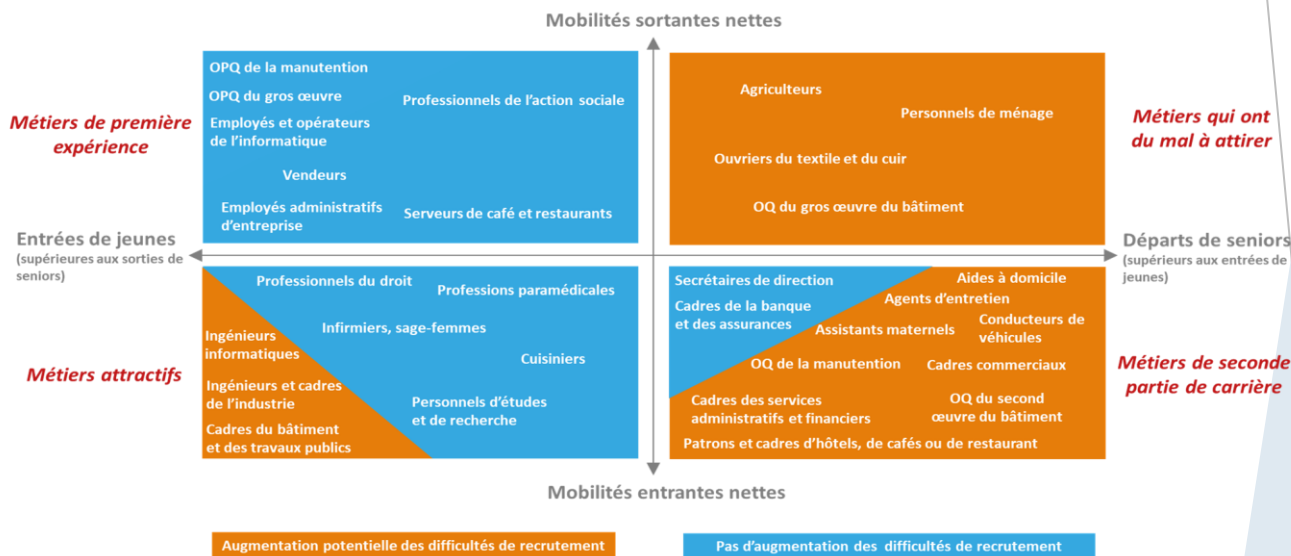 Mobilités sortantes nettes
Métiers de première
expérience
OPQ de la manutention
OPQ du gros œuvre
Professionnels de l'action sociale
Employés et opérateurs
de l'informatique
Vendeurs
Employés administratifs
d'entreprise
Serveurs de café et restaurants
Agriculteurs
Personnels de ménage
Ouvriers du textile et du cuir
OQ du gros œuvre du bâtiment
Métiers qui ont
du mal à attirer
Entrées de jeunes
(supérieures aux sorties de
seniors)
Départs de seniors
(supérieurs aux entrées de
jeunes)
Métiers attractifs
Professionnels du droit
Professions paramédicales
Infirmiers, sage-femmes
Ingénieurs
informatiques
Cuisiniers
Ingénieurs et cadres
de l'industrie
Personnels d'études
et de recherche
Cadres du bâtiment
et des travaux publics
Secrétaires de direction
Aides à domicile
Cadres de la banque
et des assurances
Agents d'entretien
Assistants maternels
Conducteurs de
véhicules
OQ de la manutention
Cadres commerciaux
Cadres des services
administratifs et financiers
OQ du second
œuvre du bâtiment
Patrons et cadres d'hôtels, de cafés ou de restaurant
Métiers de seconde
partie de carrière
Mobilités entrantes nettes
Augmentation potentielle des difficultés de recrutement
Pas d'augmentation des difficultés de recrutement